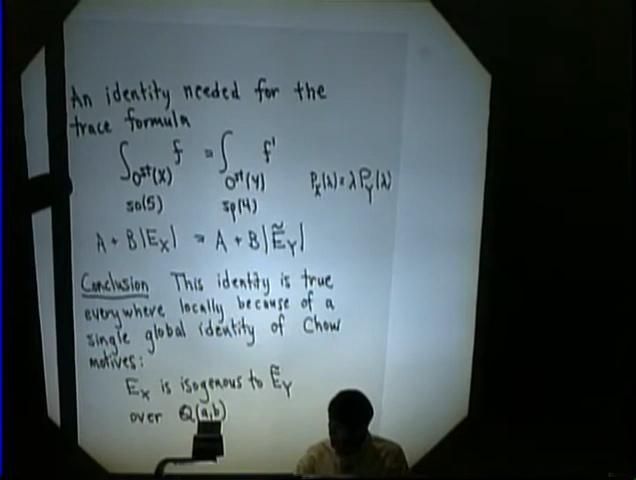 An identity needed for the
trace formula
∫_{O^{st}(X)} f = ∫_{O^{st}(Y)} f'    P_X(λ) = λ P_Y(λ)
so(5)    sp(4)
A + B|E_X| = A + B|Ẽ_Y|
Conclusion This identity is true
everywhere locally because of a
single global identity of Chow
motives:
E_X is isogenous to Ẽ_Y
over Q(a,b)